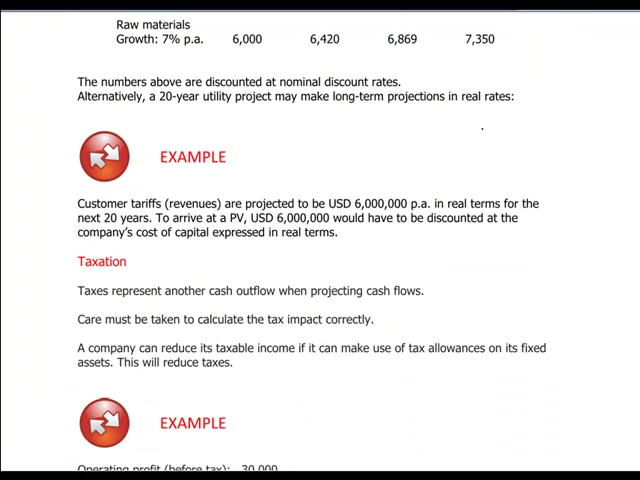 Raw materials
Growth: 7% p.a. 6,000 6,420 6,869 7,350
The numbers above are discounted at nominal discount rates.
Alternatively, a 20-year utility project may make long-term projections in real rates:
EXAMPLE
Customer tariffs (revenues) are projected to be USD 6,000,000 p.a. in real terms for the
next 20 years. To arrive at a PV, USD 6,000,000 would have to be discounted at the
company's cost of capital expressed in real terms.
Taxation
Taxes represent another cash outflow when projecting cash flows.
Care must be taken to calculate the tax impact correctly.
A company can reduce its taxable income if it can make use of tax allowances on its fixed
assets. This will reduce taxes.
EXAMPLE
Operating profit (before tax): 30,000